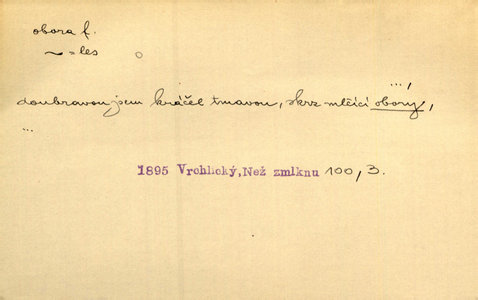 obora f.
~ = les
...,
doubravou jsem kráčel tmavou, skrz mlčící obory,
...
1895 Vrchlický, Než zmlknu 100, 3.